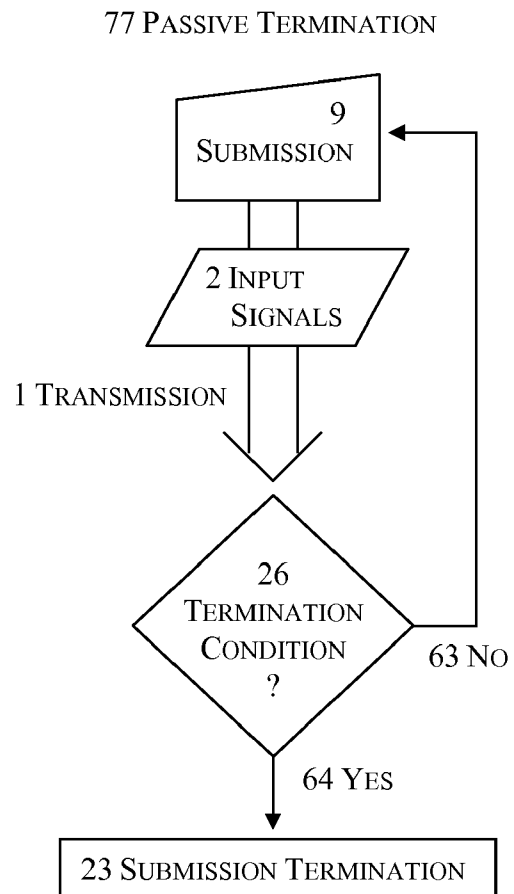 77 PASSIVE TERMINATION
9
SUBMISSION
2 INPUT
SIGNALS
1 TRANSMISSION
26
TERMINATION
CONDITION
?
63 NO
64 YES
23 SUBMISSION TERMINATION